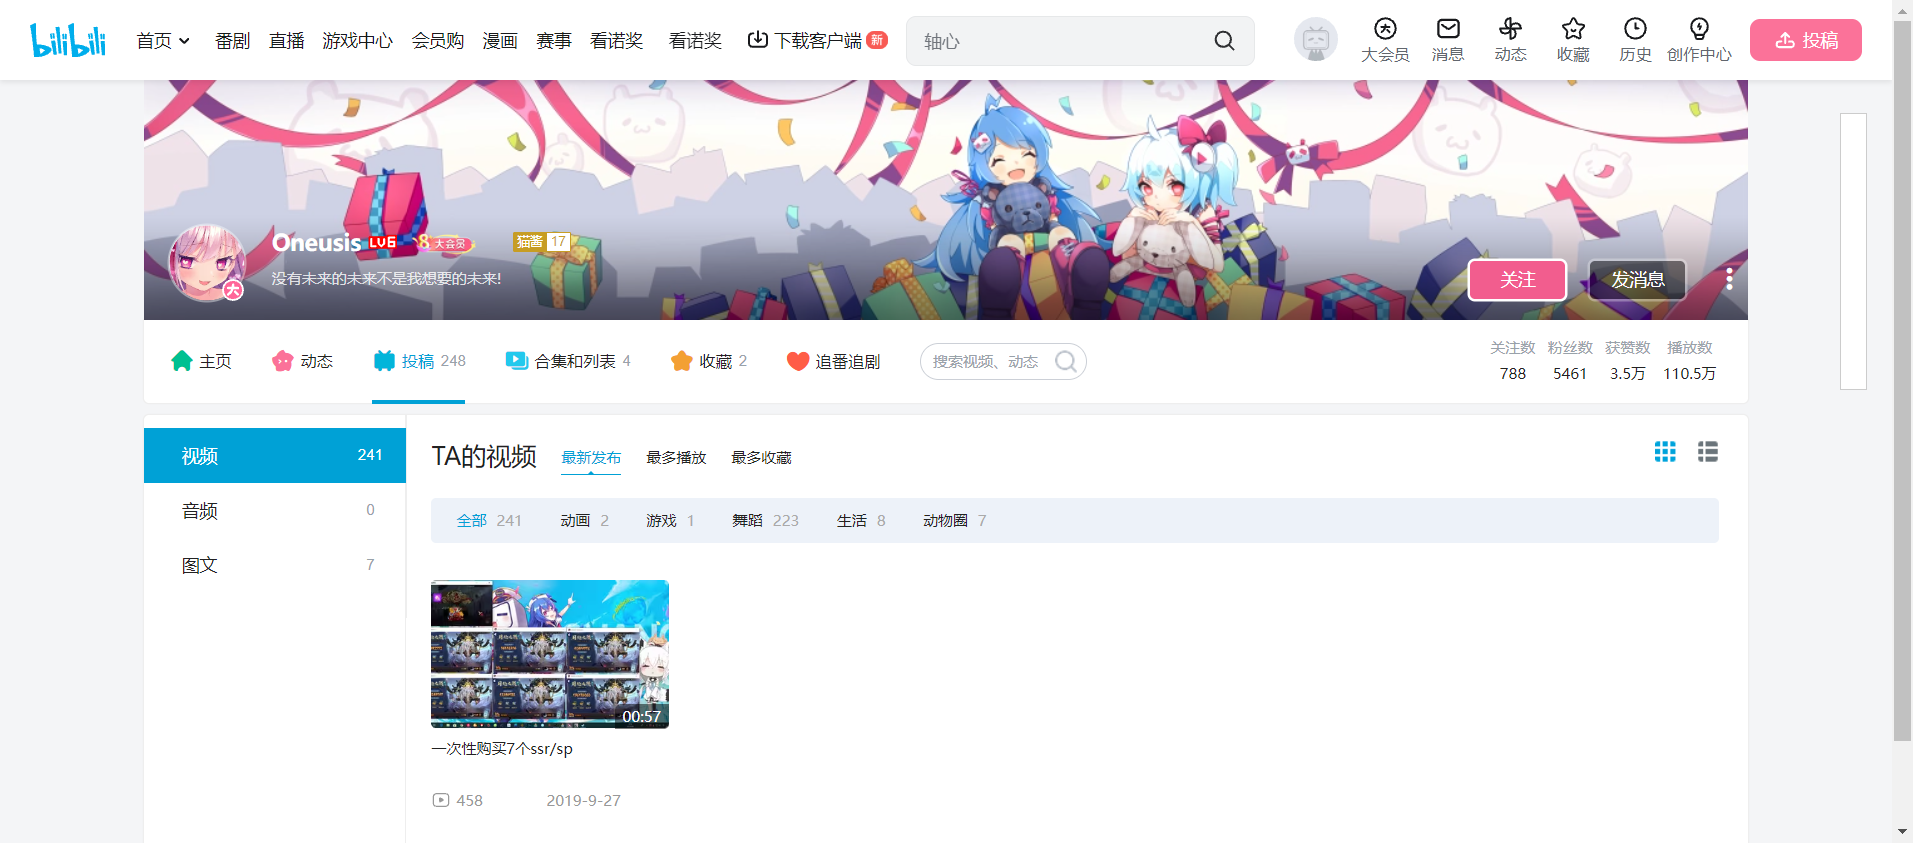 bilibili 首页 番剧 直播 游戏中心 会员购 漫画 赛事 看诺奖 看诺奖 下载客户端 新 轴心 大会员 消息 动态 收藏 历史 创作中心 投稿
Oneusis LV6 大会员 猫酱 17
大
没有未来的未来不是我想要的未来!
关注 发消息
主页 动态 投稿 248 合集和列表 4 收藏 2 追番追剧 搜索视频、动态
关注数 粉丝数 获赞数 播放数
788 5461 3.5万 110.5万
视频 241
音频 0
图文 7
TA的视频 最新发布 最多播放 最多收藏
全部 241 动画 2 游戏 1 舞蹈 223 生活 8 动物圈 7
00:57
一次性购买7个ssr/sp
458 2019-9-27